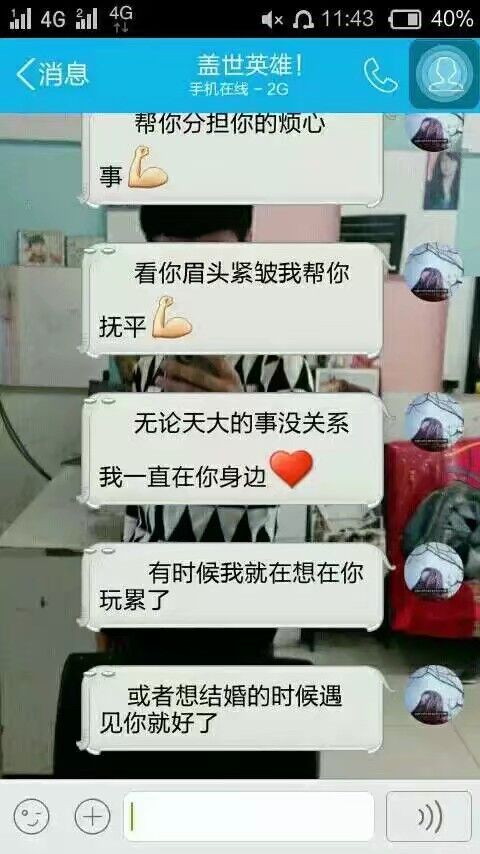 4G 4G 11:43 40%
消息
盖世英雄！
手机在线 - 2G
帮你分担你的烦心
事💪
看你眉头紧皱我帮你
抚平💪
无论天大的事没关系
我一直在你身边❤️
有时候我就在想在你
玩累了
或者想结婚的时候遇
见你就好了